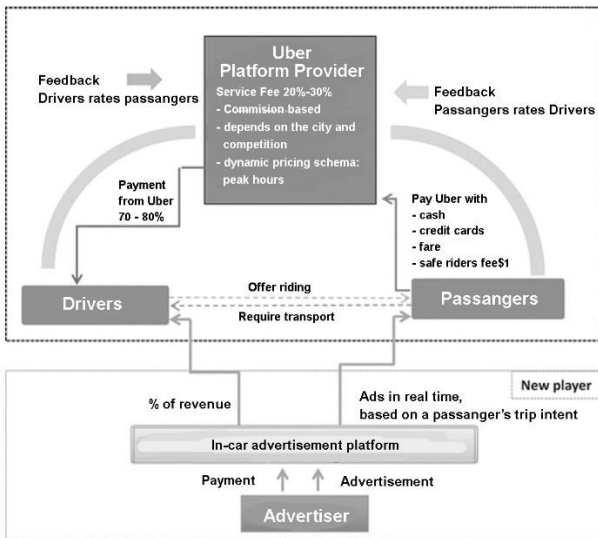 Uber
Platform Provider
Service Fee 20%-30%
- Commision based
- depends on the city and
competition
- dynamic pricing schema:
peak hours
Feedback
Drivers rates passangers
Feedback
Passangers rates Drivers
Payment
from Uber
70 - 80%
Pay Uber with
- cash
- credit cards
- fare
- safe riders fee$1
Drivers
Offer riding
Require transport
Passangers
New player
% of revenue
Ads in real time,
based on a passanger's trip intent
In-car advertisement platform
Payment
Advertisement
Advertiser